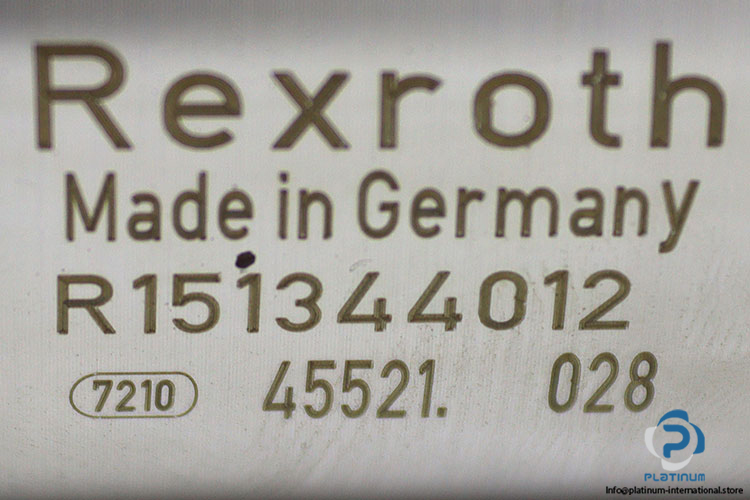 Rexroth
Made in Germany
R151344012
7210 45521. 028
PLATINUM
Info@platinum-international.store